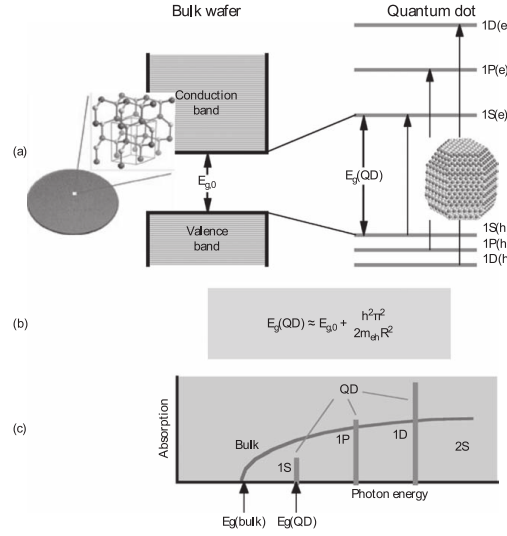 Bulk wafer
Quantum dot
1D(e
1P(e)
Conduction
band
1S(e)
(a)
E_g,0
E_g(QD)
Valence
band
1S(h
1P(h
1D(h
(b)
E_g(QD) ≈ E_g,0 + h²π² / 2m_eh R²
(c)
Absorption
QD
Bulk
1S
1P
1D
2S
Photon energy
Eg(bulk)
Eg(QD)